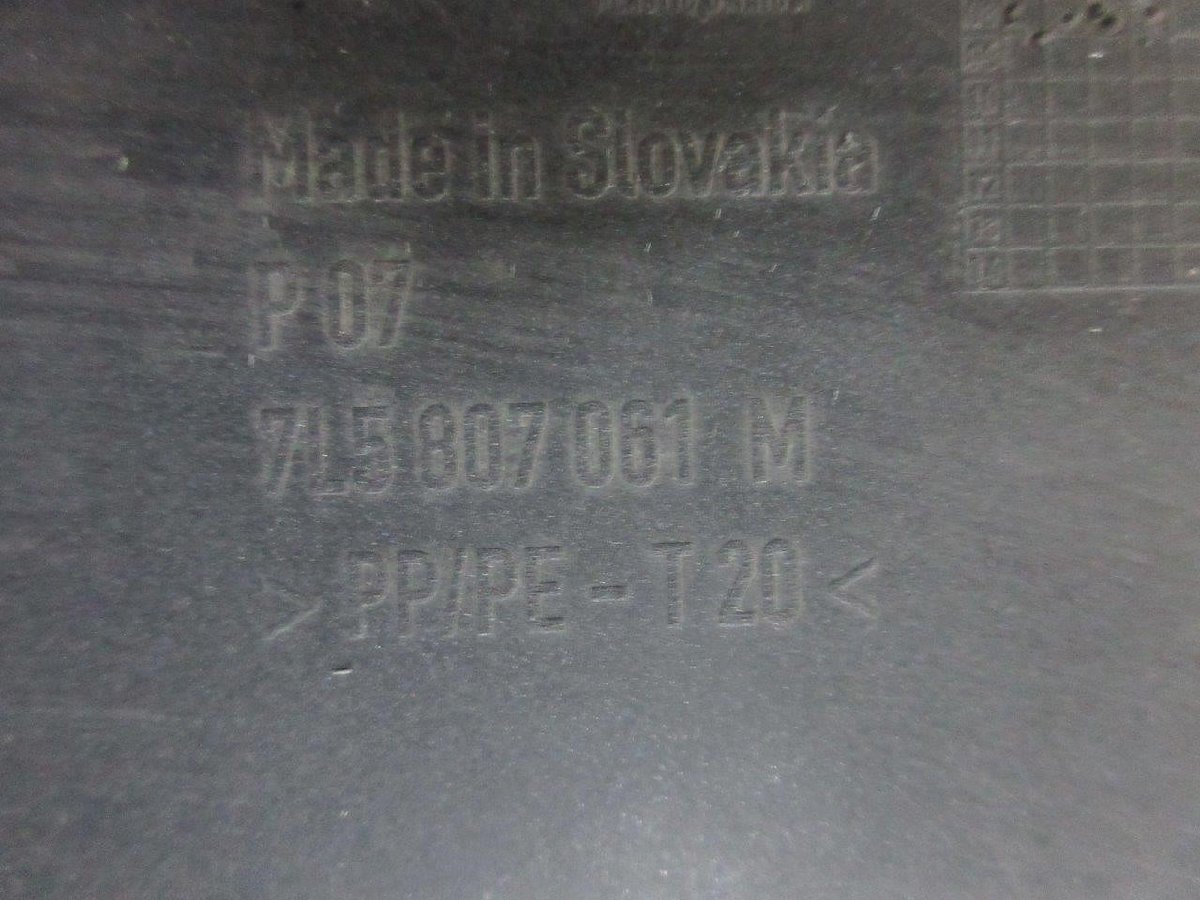 Made in Slovakia
P 07
7L5 807 061 M
>PP/PE-T20<